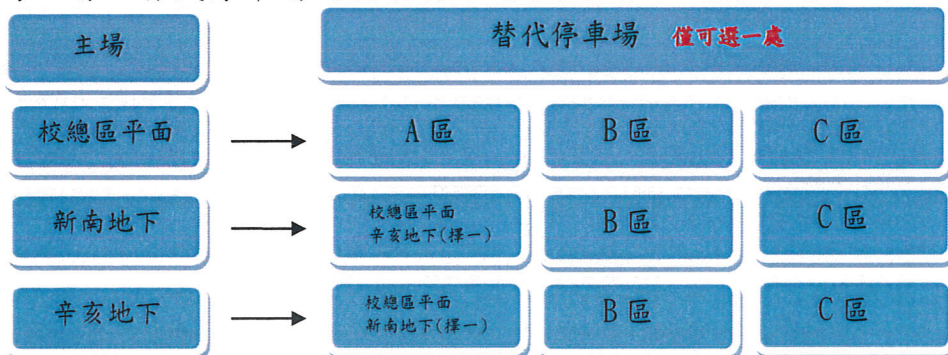 主場
替代停車場 僅可選一處
校總區平面
A區
B區
C區
新南地下
校總區平面
辛亥地下(擇一)
B區
C區
辛亥地下
校總區平面
新南地下(擇一)
B區
C區